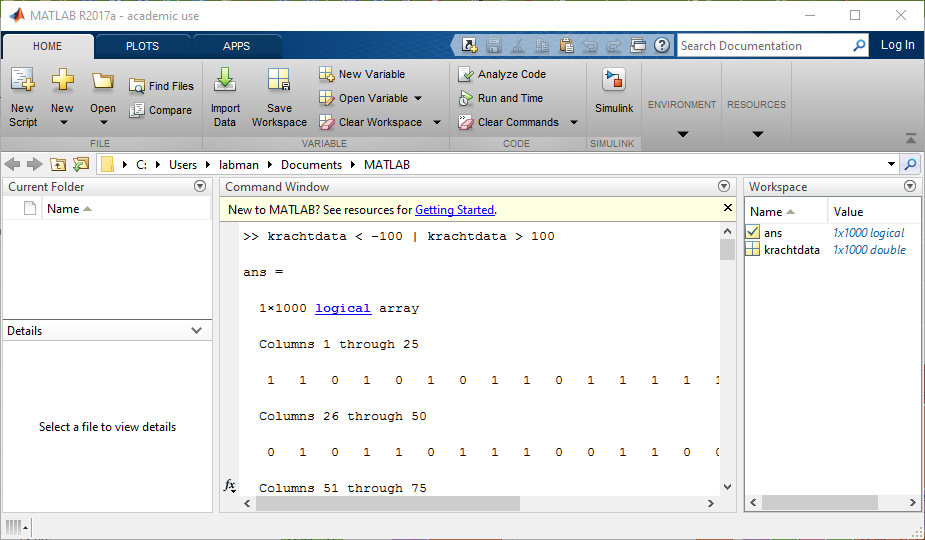 MATLAB R2017a - academic use
HOME PLOTS APPS Search Documentation Log In
New Script New Open Find Files Compare Import Data Save Workspace New Variable Open Variable Clear Workspace Analyze Code Run and Time Clear Commands Simulink ENVIRONMENT RESOURCES
FILE VARIABLE CODE SIMULINK
C: Users labman Documents MATLAB
Current Folder
Name
Details
Select a file to view details
Command Window
New to MATLAB? See resources for Getting Started.
>> krachtdata < -100 | krachtdata > 100
ans =
1×1000 logical array
Columns 1 through 25
1 1 0 1 0 1 0 1 1 0 1 1 1 1 1
Columns 26 through 50
0 1 0 1 1 0 1 1 1 0 0 1 1 0 0
Columns 51 through 75
fx
Workspace
Name Value
ans 1x1000 logical
krachtdata 1x1000 double